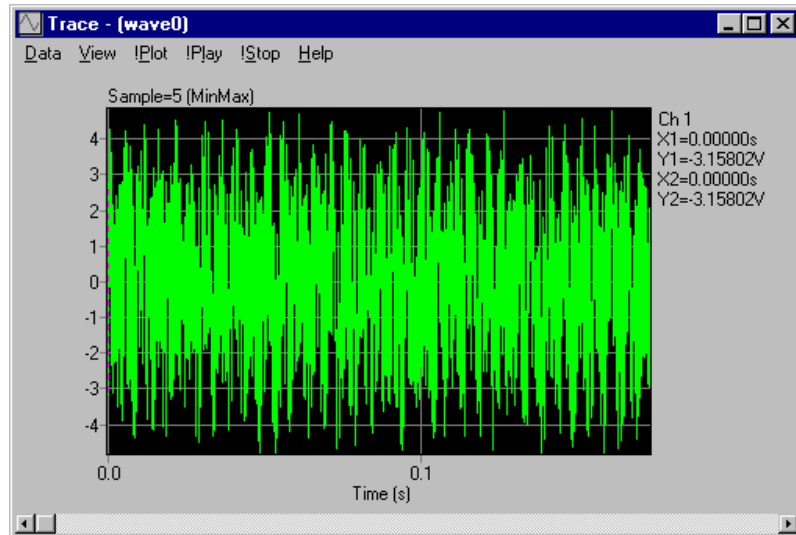 Trace - (wave0)
Data View !Plot !Play !Stop Help
Sample=5 (MinMax)
4
3
2
1
0
-1
-2
-3
-4
0.0 0.1
Time (s)
Ch 1
X1=0.00000s
Y1=-3.15802V
X2=0.00000s
Y2=-3.15802V